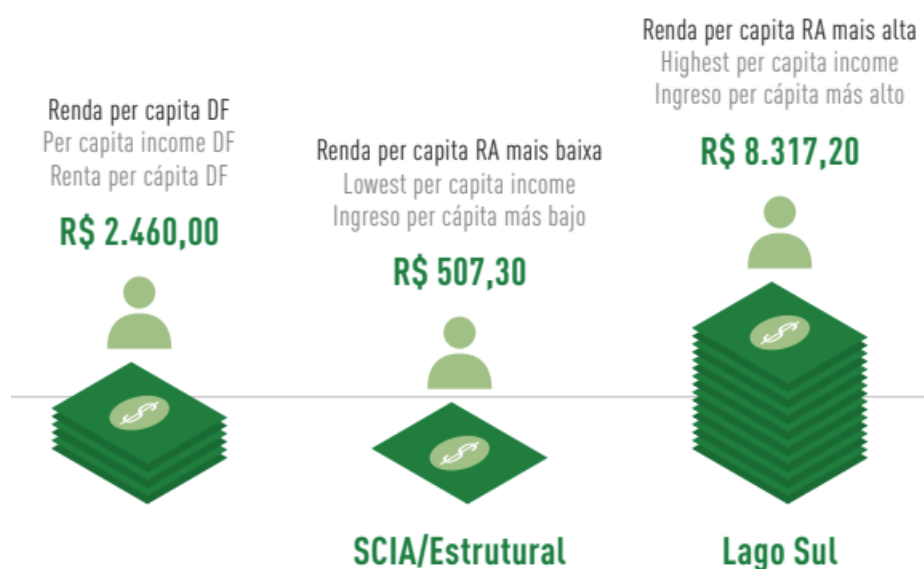 Renda per capita DF
Per capita income DF
Renta per cápita DF
R$ 2.460,00
Renda per capita RA mais baixa
Lowest per capita income
Ingreso per cápita más bajo
R$ 507,30
SCIA/Estrutural
Renda per capita RA mais alta
Highest per capita income
Ingreso per cápita más alto
R$ 8.317,20
Lago Sul